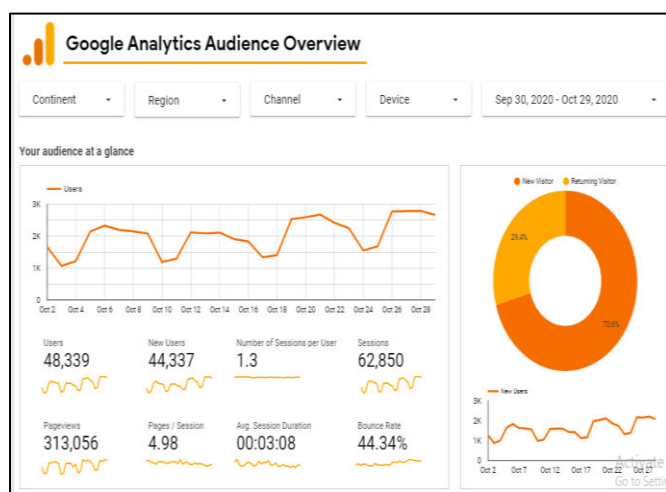 Google Analytics Audience Overview
Continent
Region
Channel
Device
Sep 30, 2020 - Oct 29, 2020
Your audience at a glance
Users
3K
2K
1K
0
Oct 2 Oct 4 Oct 6 Oct 8 Oct 10 Oct 12 Oct 14 Oct 16 Oct 18 Oct 20 Oct 22 Oct 24 Oct 26 Oct 28
Users New Users Number of Sessions per User Sessions
48,339 44,337 1.3 62,850
Pageviews Pages / Session Avg. Session Duration Bounce Rate
313,056 4.98 00:03:08 44.34%
New Visitor Returning Visitor
29.4%
70.6%
New Users
3K
2K
1K
0
Oct 2 Oct 7 Oct 12 Oct 17 Oct 22 Oct 27
Activate
Go to Setti